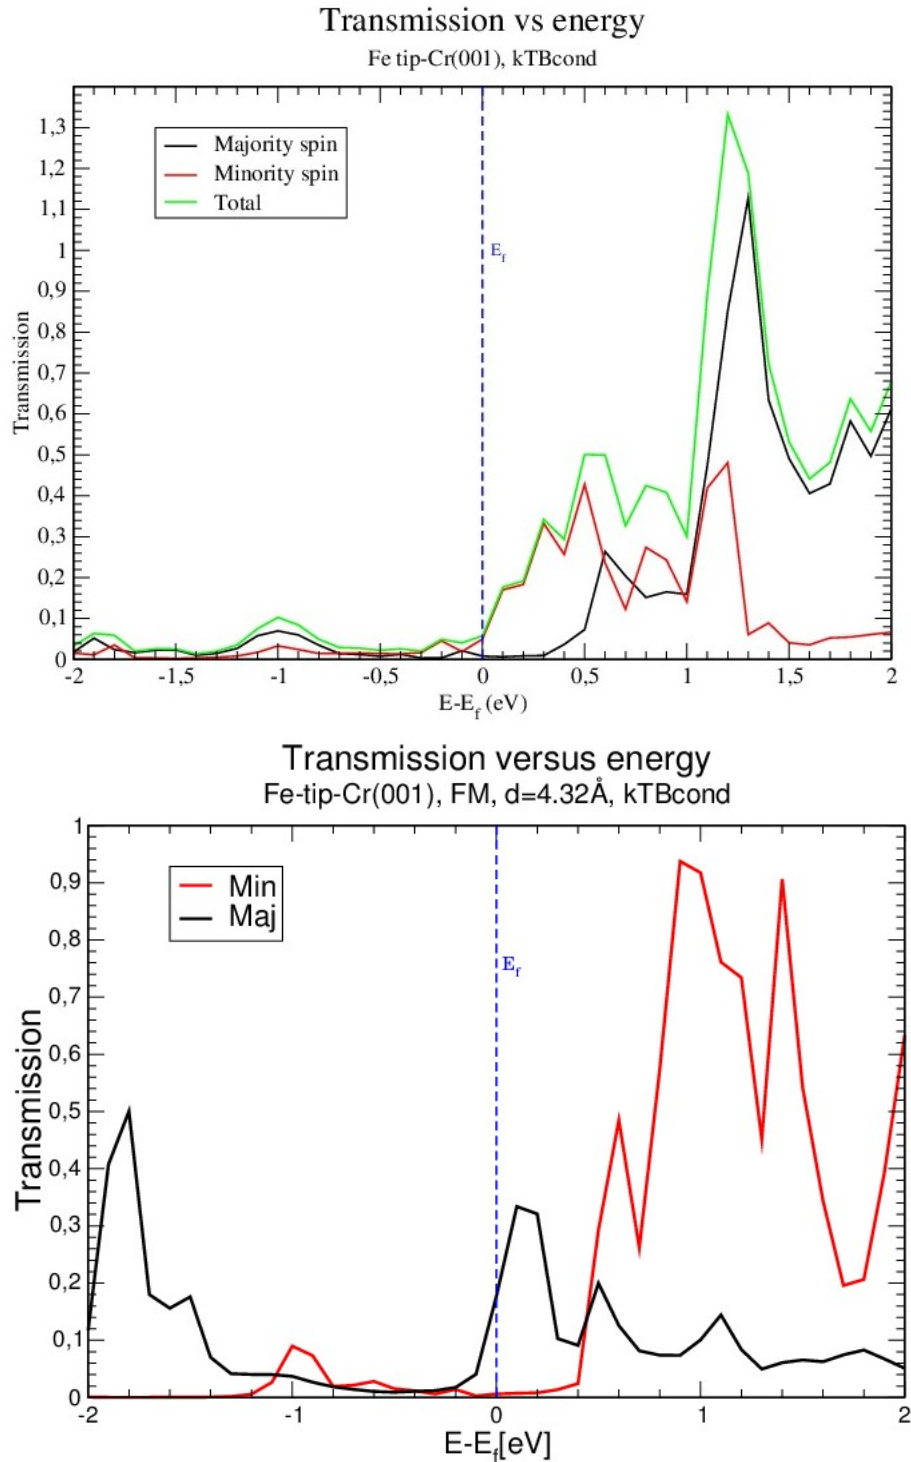 Transmission vs energy
Fe tip-Cr(001), kTBcond
Majority spin
Minority spin
Total
E_f
Transmission
1,3
1,2
1,1
1
0,9
0,8
0,7
0,6
0,5
0,4
0,3
0,2
0,1
0
-2 -1,5 -1 -0,5 0 0,5 1 1,5 2
E-E_f (eV)
Transmission versus energy
Fe-tip-Cr(001), FM, d=4.32Å, kTBcond
Min
Maj
E_f
Transmission
1
0,9
0,8
0,7
0,6
0,5
0,4
0,3
0,2
0,1
0
-2 -1 0 1 2
E-E_f[eV]